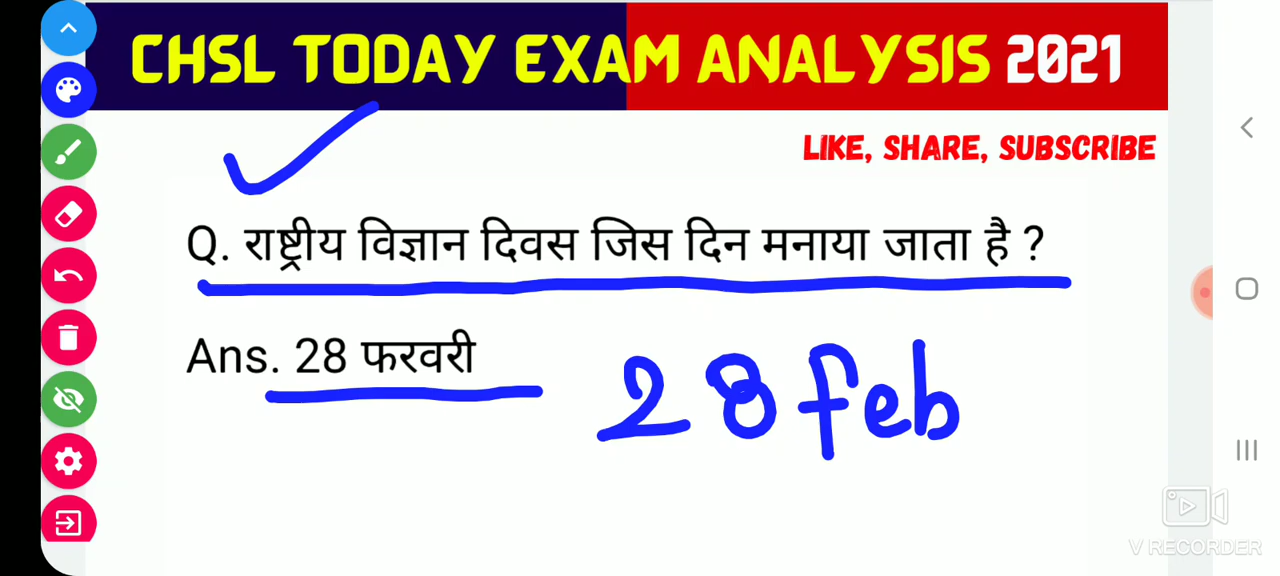 CHSL TODAY EXAM ANALYSIS 2021
LIKE, SHARE, SUBSCRIBE
Q. राष्ट्रीय विज्ञान दिवस जिस दिन मनाया जाता है ?
Ans. 28 फरवरी
28 feb
V RECORDER